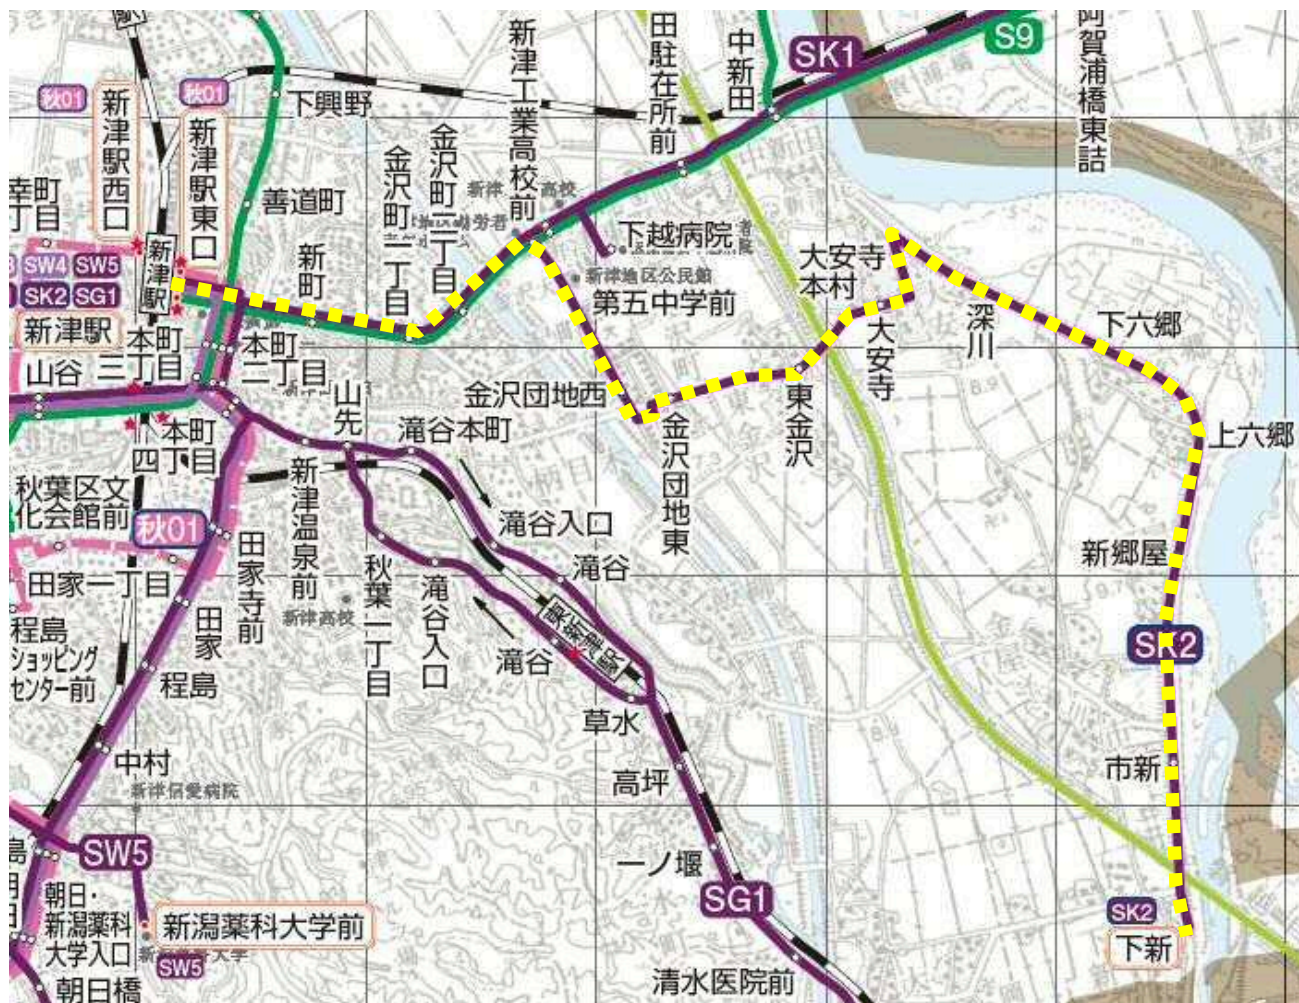 阿賀浦橋東詰
S9
SK1
中新田
田駐在所前
新津工業高校前
秋01
新津駅西口
秋01
新津駅東口
下興野
金沢町一丁目
金沢町二丁目
善道町
新町
下越病院
新津地区公民館
第五中学前
大安寺
本村
大安寺
深川
下六郷
上六郷
新郷屋
SK2
市新
SK2
下新
東金沢
金沢団地西
金沢団地東
幸町
丁目
SW4
SW5
SK2
SG1
新津駅
新津駅
本町
三丁目
本町
二丁目
山谷
本町
四丁目
山先
滝谷本町
滝谷入口
滝谷
新津温泉前
秋葉区文
化会館前
秋01
田家一丁目
田家寺前
田家
新津高校
秋葉一丁目
滝谷入口
滝谷
東新津駅
草水
高坪
一ノ堰
SG1
清水医院前
程島
ショッピング
センター前
程島
中村
新津信愛病院
SW5
朝日・
新潟薬科
大学入口
新潟薬科大学前
SW5
朝日橋